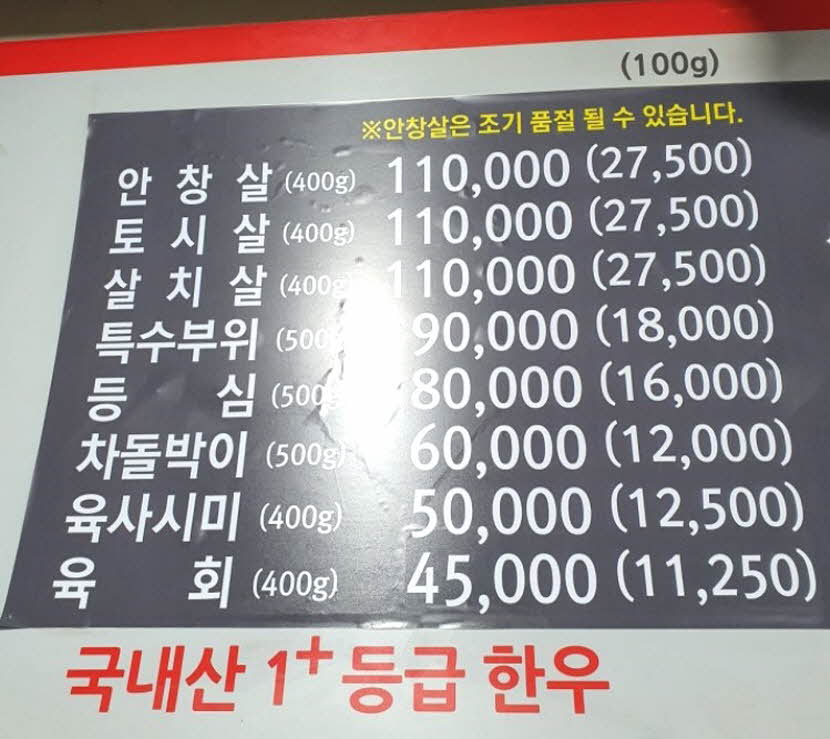 (100g)
※안창살은 조기 품절 될 수 있습니다.
안 창 살 (400g) 110,000 (27,500)
토 시 살 (400g) 110,000 (27,500)
살 치 살 (400g) 110,000 (27,500)
특수부위 (500g) 90,000 (18,000)
등 심 (500g) 80,000 (16,000)
차돌박이 (500g) 60,000 (12,000)
육사시미 (400g) 50,000 (12,500)
육 회 (400g) 45,000 (11,250)
국내산 1⁺등급 한우